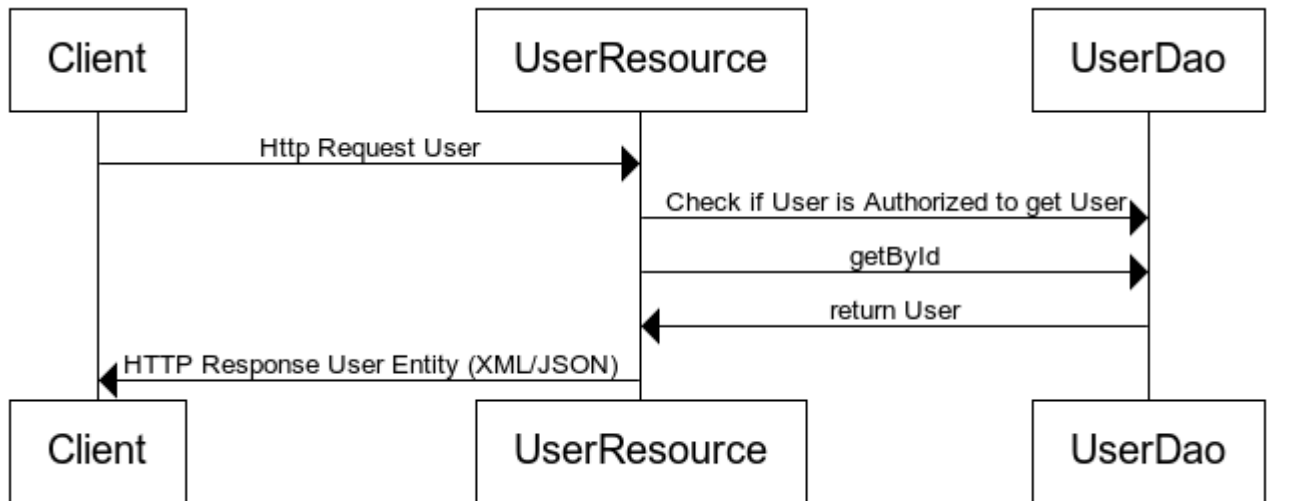 Client
UserResource
UserDao
Http Request User
Check if User is Authorized to get User
getById
return User
HTTP Response User Entity (XML/JSON)
Client
UserResource
UserDao